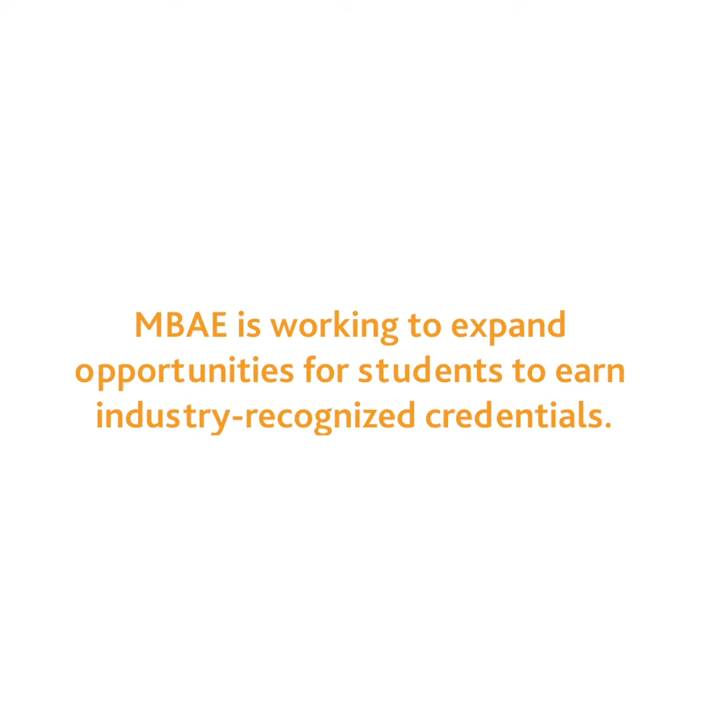 MBAE is working to expand
opportunities for students to earn
industry-recognized credentials.